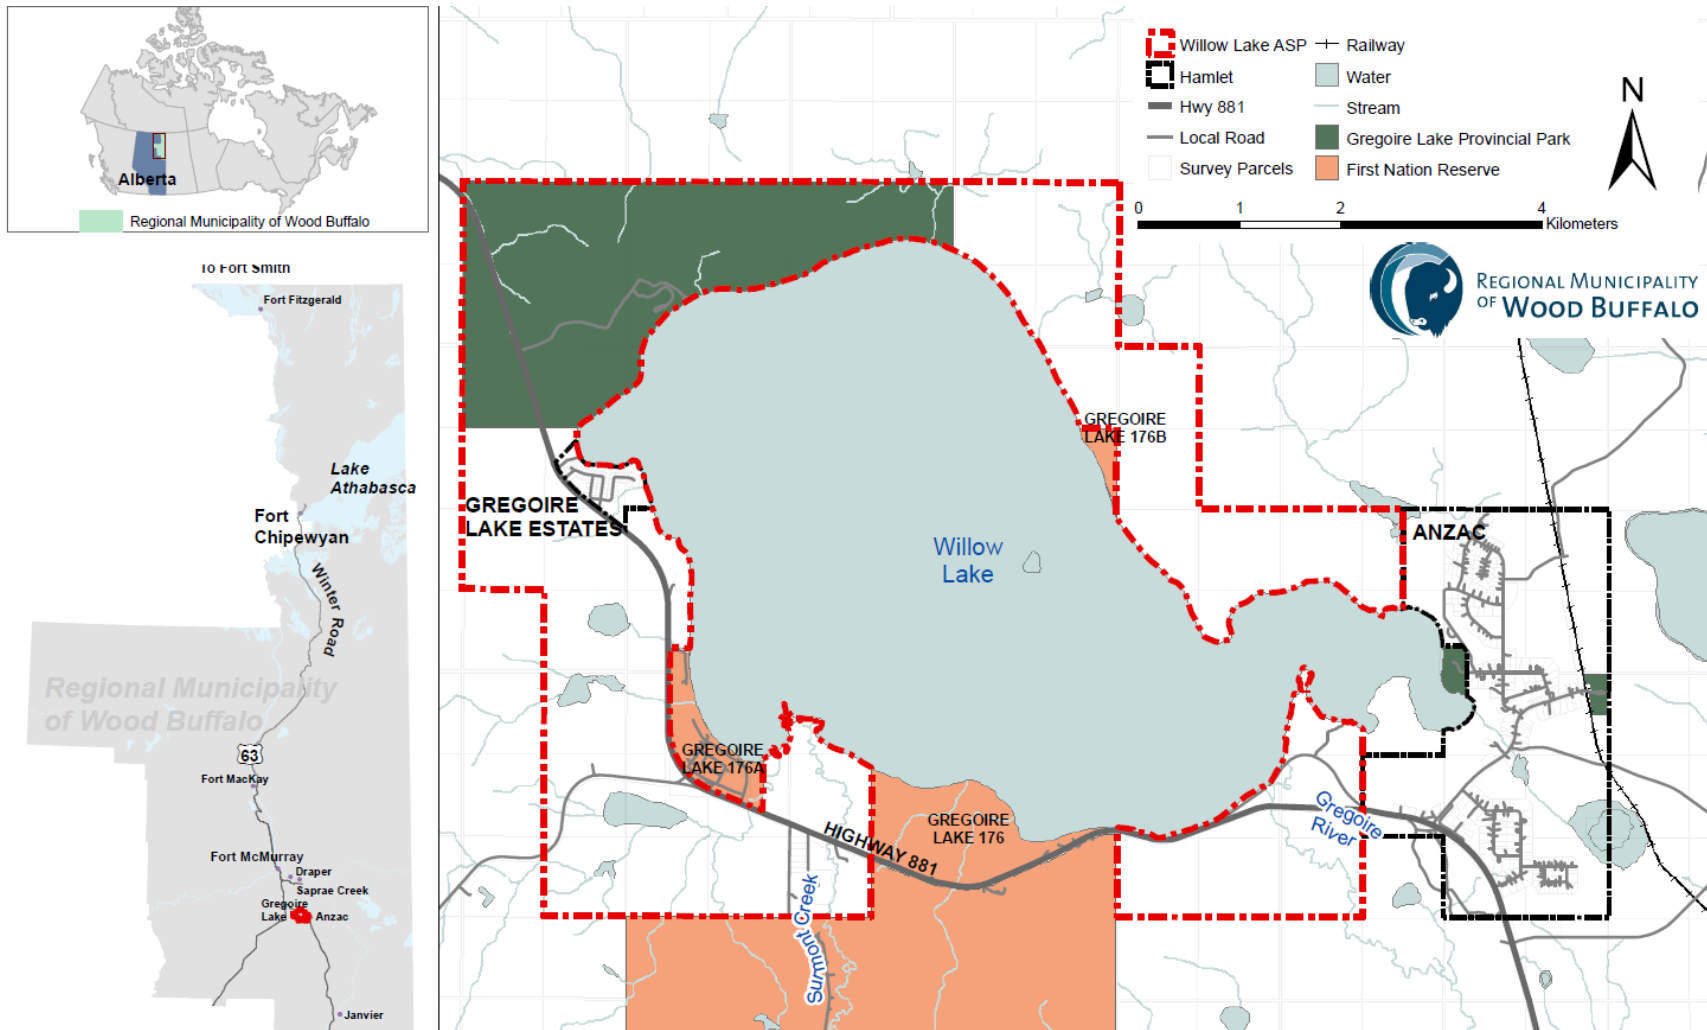 Alberta
Regional Municipality of Wood Buffalo
To Fort Smith
Fort Fitzgerald
Lake
Athabasca
Fort
Chipewyan
Winter Road
Regional Municipality
of Wood Buffalo
63
Fort MacKay
Fort McMurray
Draper
Saprae Creek
Gregoire
Lake
Anzac
Janvier
Willow Lake ASP
Hamlet
Hwy 881
Local Road
Survey Parcels
Railway
Water
Stream
Gregoire Lake Provincial Park
First Nation Reserve
N
0 1 2 4
Kilometers
REGIONAL MUNICIPALITY
OF WOOD BUFFALO
GREGOIRE
LAKE 176B
GREGOIRE
LAKE ESTATES
ANZAC
Willow
Lake
GREGOIRE
LAKE 176A
GREGOIRE
LAKE 176
HIGHWAY 881
Gregoire
River
Surmont Creek